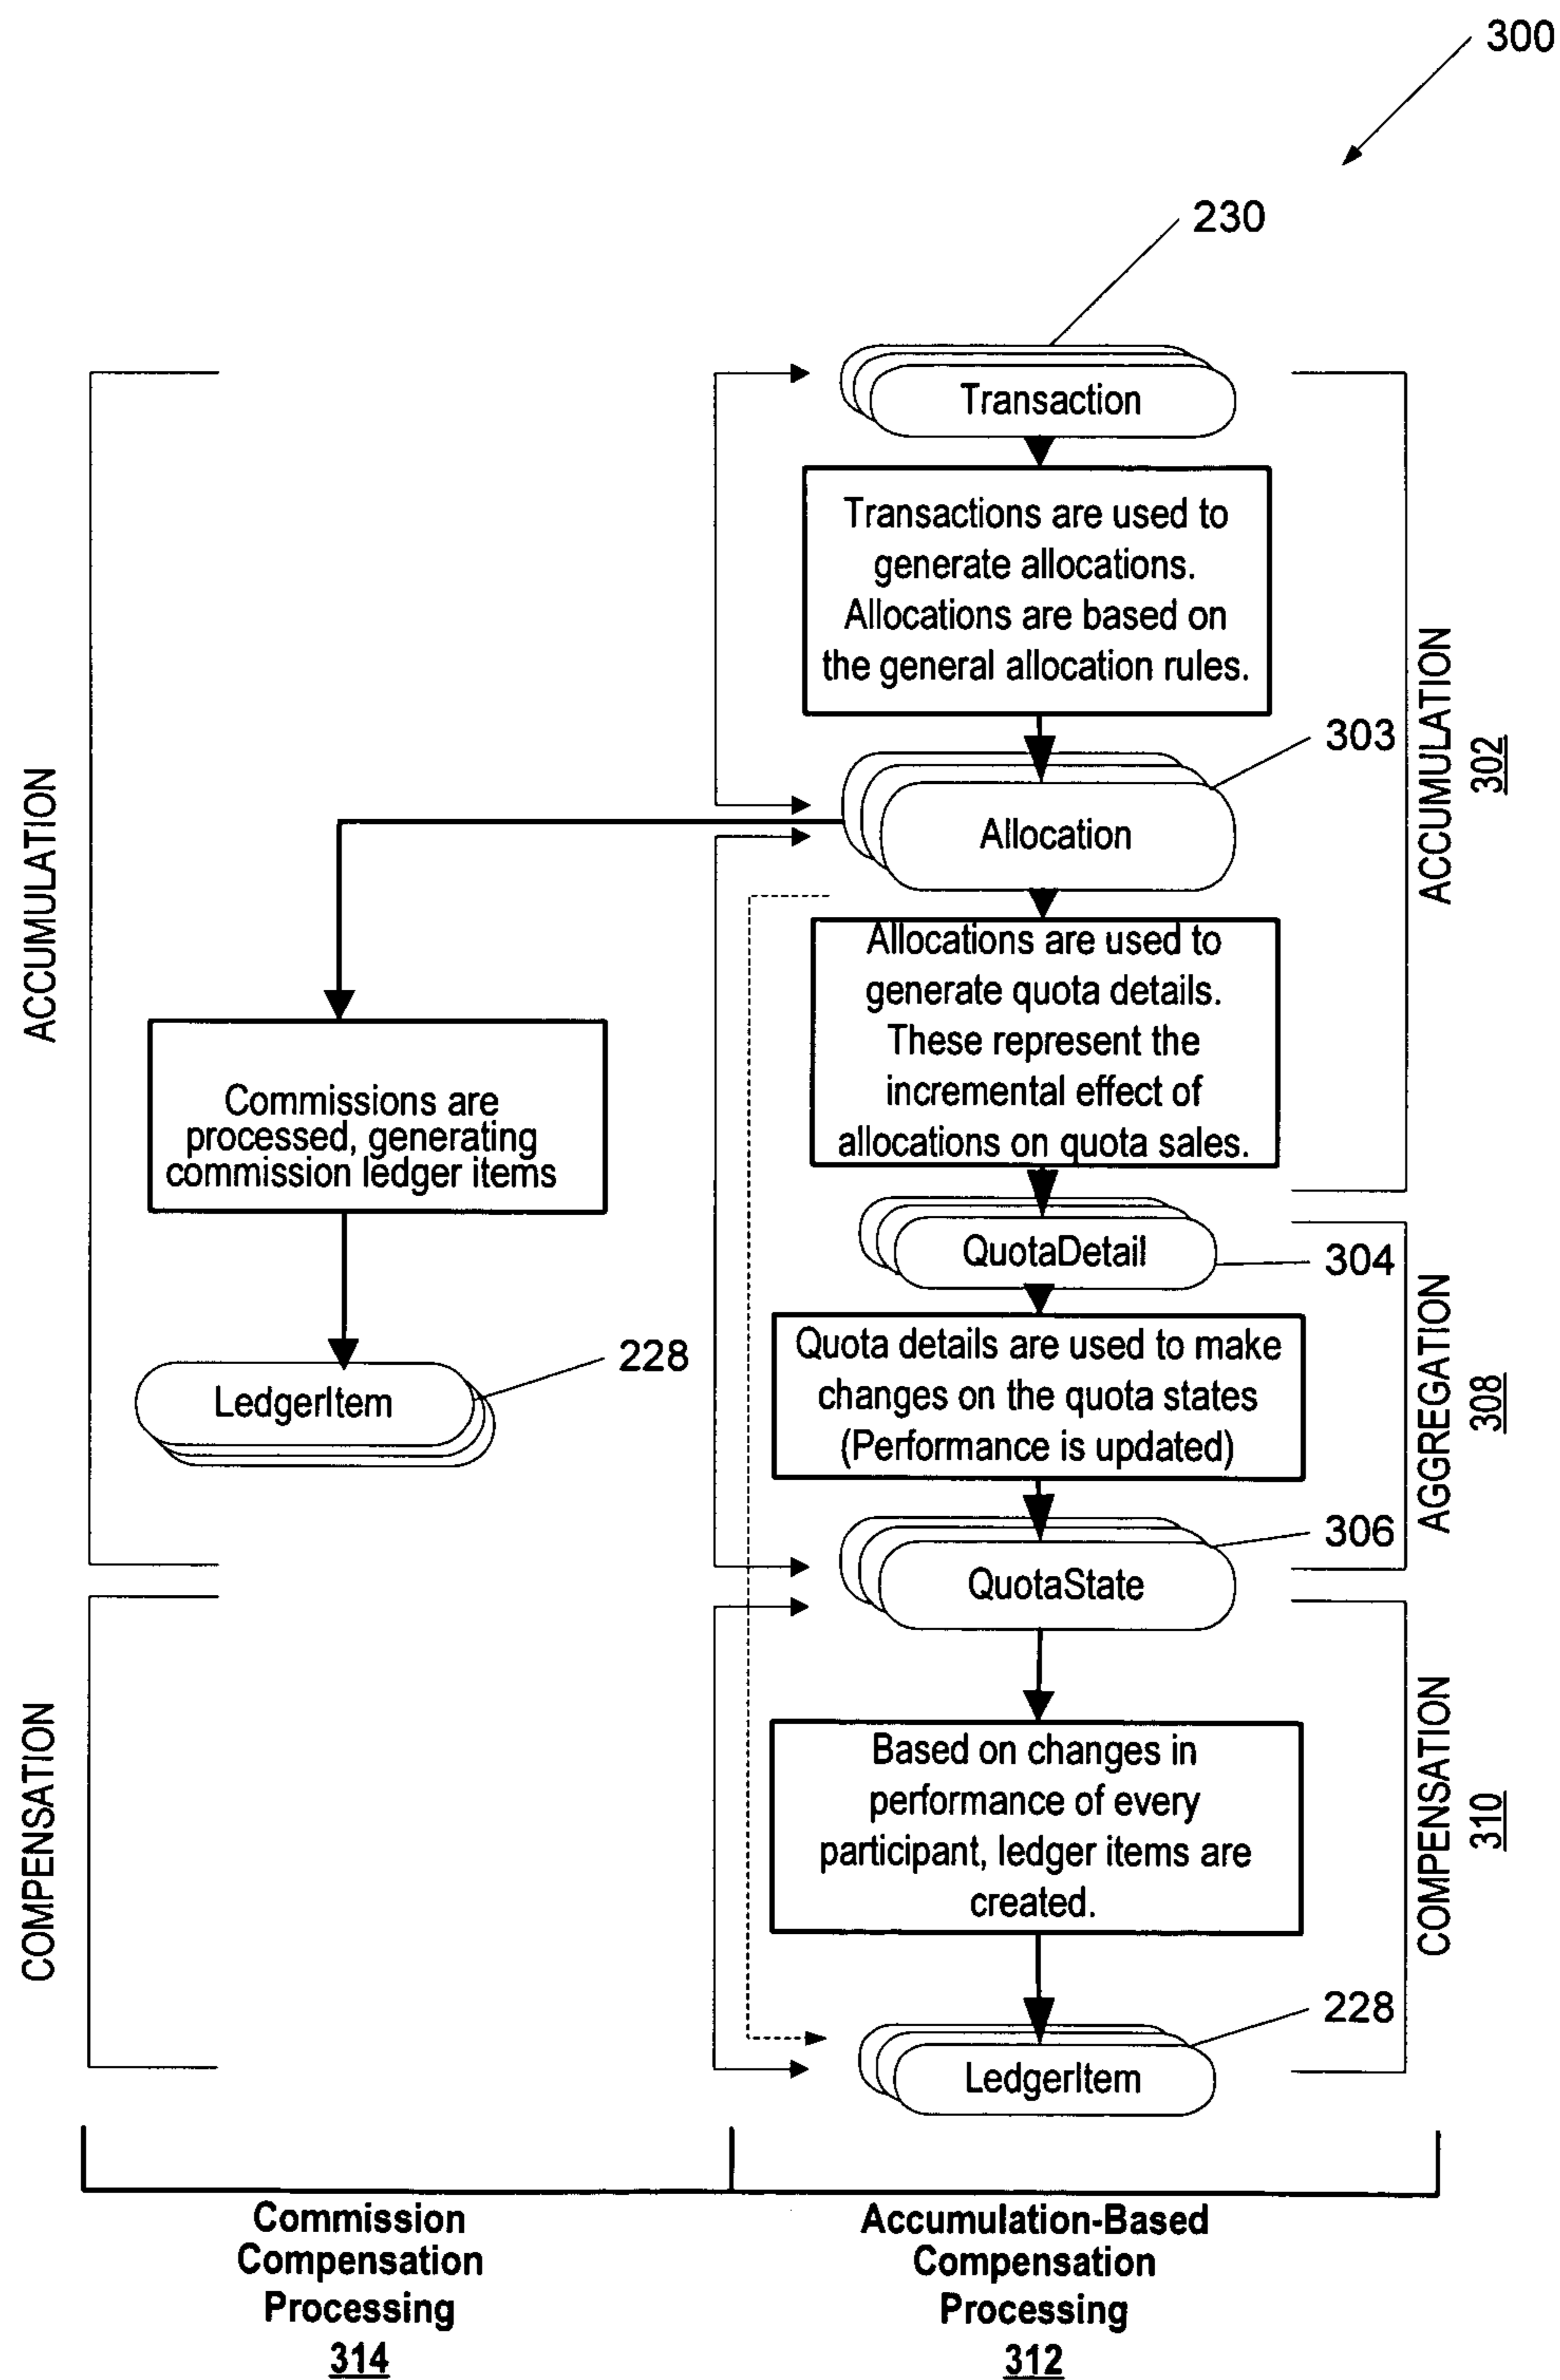 300
230
Transaction
Transactions are used to
generate allocations.
Allocations are based on
the general allocation rules.
ACCUMULATION
302
303
Allocation
ACCUMULATION
Allocations are used to
generate quota details.
These represent the
incremental effect of
allocations on quota sales.
Commissions are
processed, generating
commission ledger items
QuotaDetail
304
Quota details are used to make
changes on the quota states
(Performance is updated)
AGGREGATION
308
228
LedgerItem
306
QuotaState
COMPENSATION
Based on changes in
performance of every
participant, ledger items are
created.
COMPENSATION
310
228
LedgerItem
Commission
Compensation
Processing
314
Accumulation-Based
Compensation
Processing
312